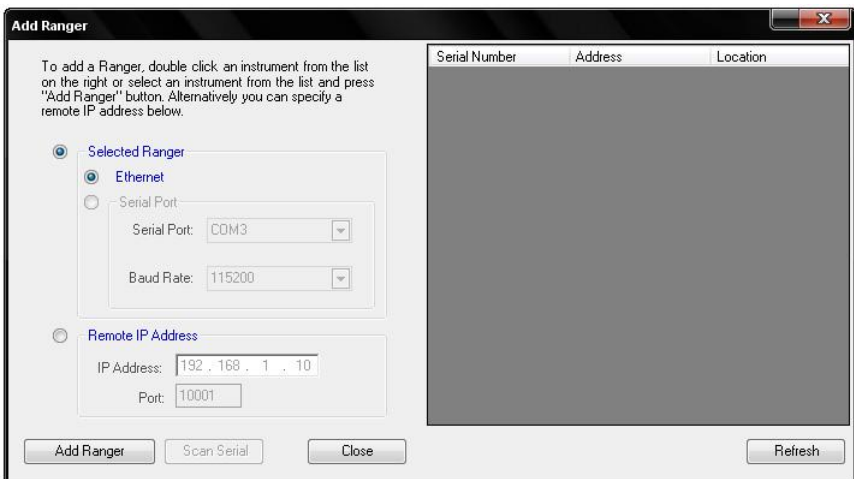 Add Ranger
To add a Ranger, double click an instrument from the list
on the right or select an instrument from the list and press
"Add Ranger" button. Alternatively you can specify a
remote IP address below.
Selected Ranger
Ethernet
Serial Port
Serial Port: COM3
Baud Rate: 115200
Remote IP Address
IP Address: 192 . 168 . 1 . 10
Port: 10001
Add Ranger Scan Serial Close
Serial Number Address Location
Refresh